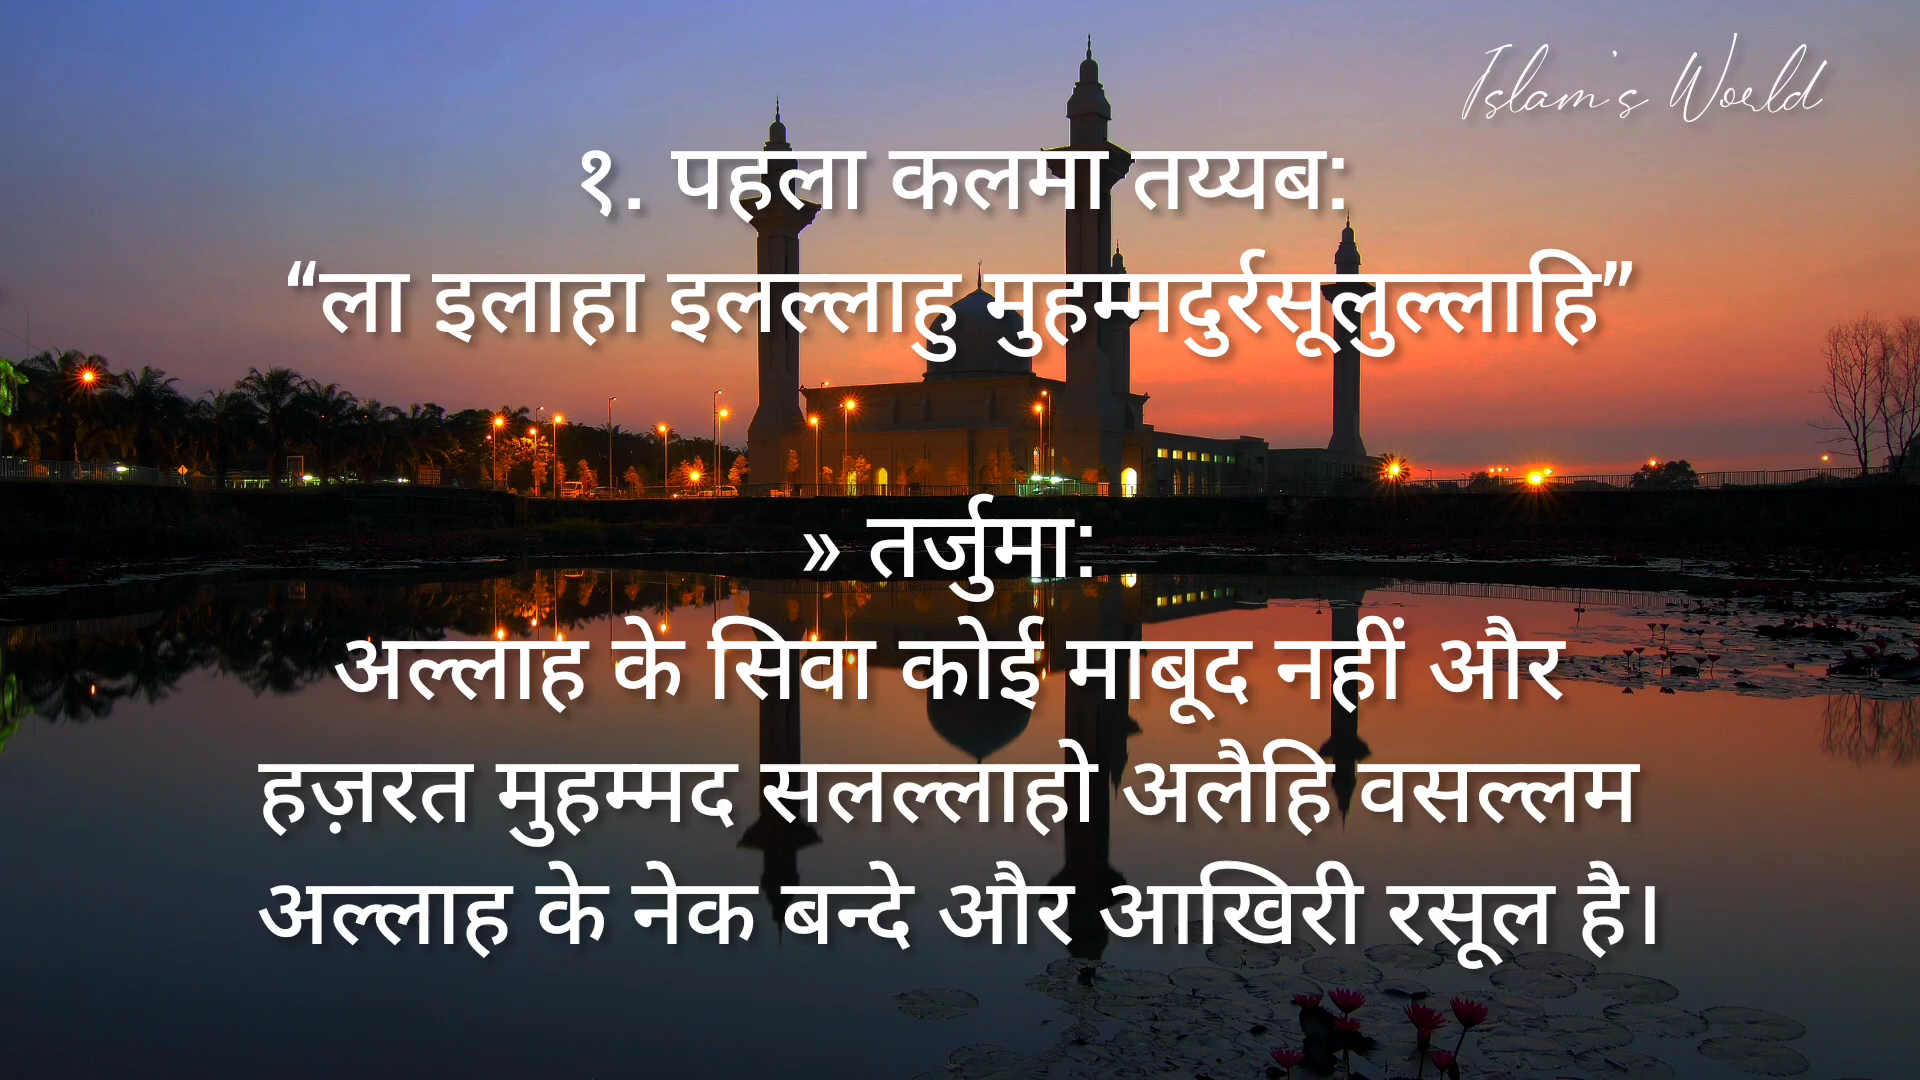 Islam's World
१. पहला कलमा तय्यब:
“ला इलाहा इलल्लाहु मुहम्मदुर्रसूलुल्लाहि”
» तर्जुमा:
अल्लाह के सिवा कोई माबूद नहीं और
हज़रत मुहम्मद सलल्लाहो अलैहि वसल्लम
अल्लाह के नेक बन्दे और आखिरी रसूल है।